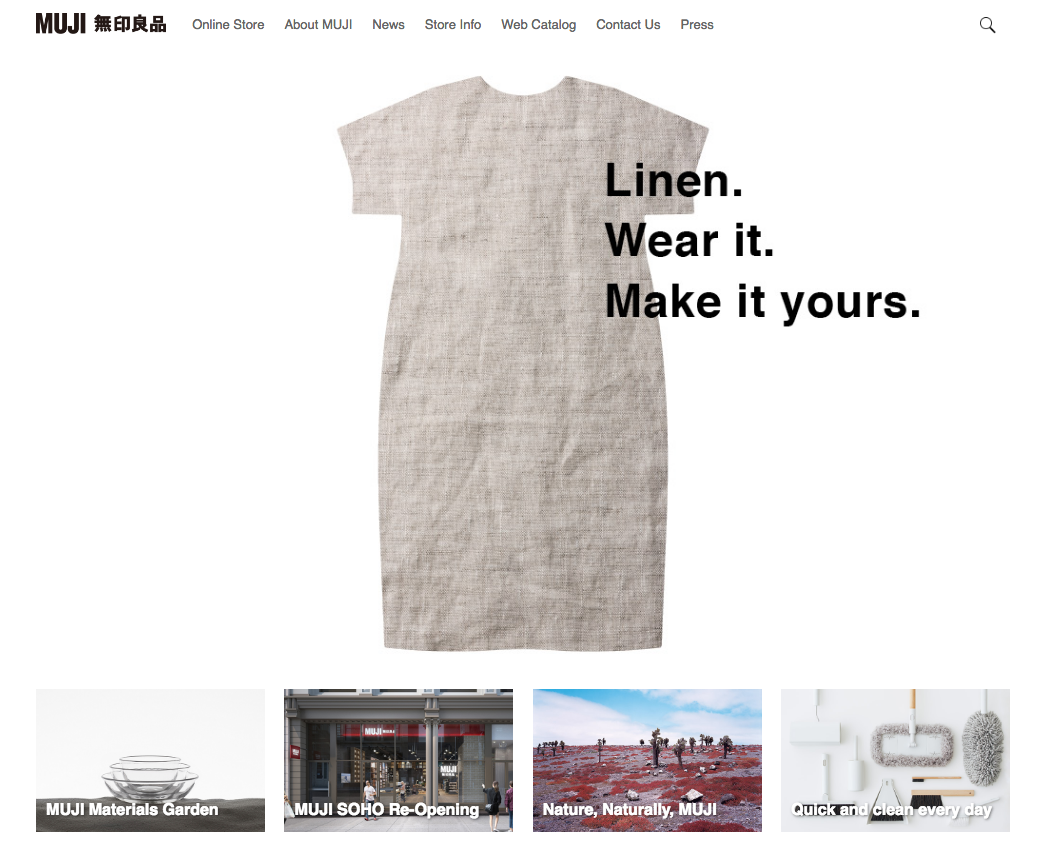 MUJI 無印良品 Online Store About MUJI News Store Info Web Catalog Contact Us Press
Linen.
Wear it.
Make it yours.
MUJI
MUJI
MUJI Materials Garden
MUJI SOHO Re-Opening
Nature, Naturally, MUJI
Quick and clean every day